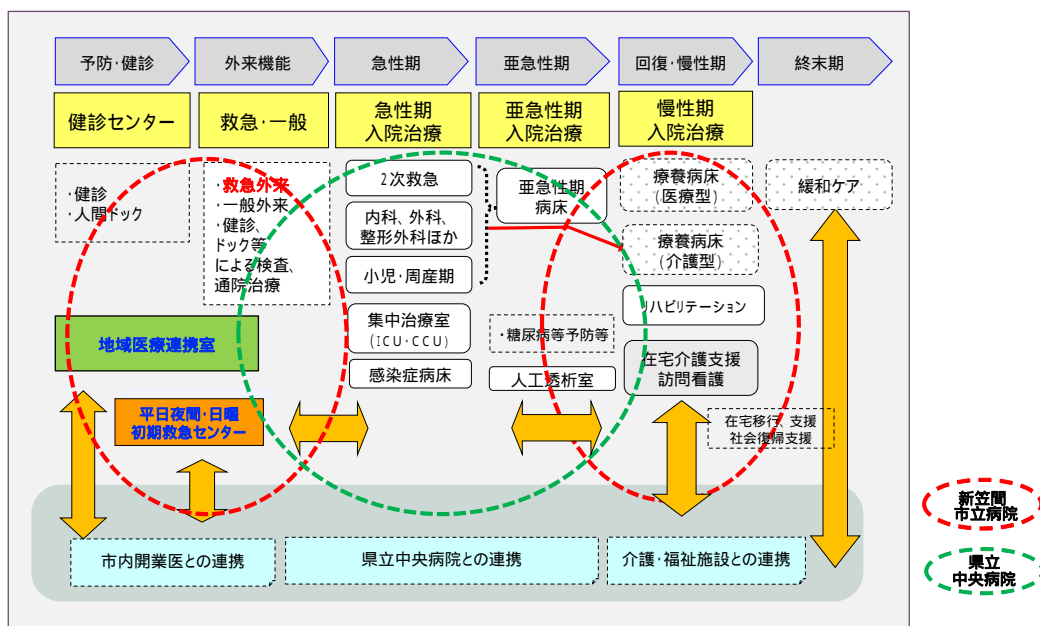 予防・健診
外来機能
急性期
亜急性期
回復・慢性期
終末期
健診センター
救急・一般
急性期
入院治療
亜急性期
入院治療
慢性期
入院治療
・健診
・人間ドック
・救急外来
・一般外来
・健診、
ドック等
による検査、
通院治療
2次救急
内科、外科、
整形外科ほか
小児・周産期
集中治療室
(ICU・CCU)
感染症病床
亜急性期
病床
・糖尿病等予防等
人工透析室
療養病床
(医療型)
療養病床
(介護型)
リハビリテーション
在宅介護支援
訪問看護
緩和ケア
地域医療連携室
平日夜間・日曜
初期救急センター
在宅移行、支援
社会復帰支援
市内開業医との連携
県立中央病院との連携
介護・福祉施設との連携
新笠間
市立病院
県立
中央病院